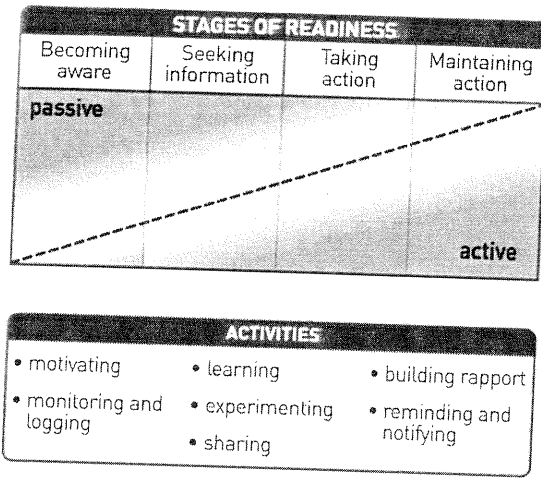 STAGES OF READINESS
Becoming aware
Seeking information
Taking action
Maintaining action
passive
active
ACTIVITIES
• motivating
• monitoring and logging
• learning
• experimenting
• sharing
• building rapport
• reminding and notifying